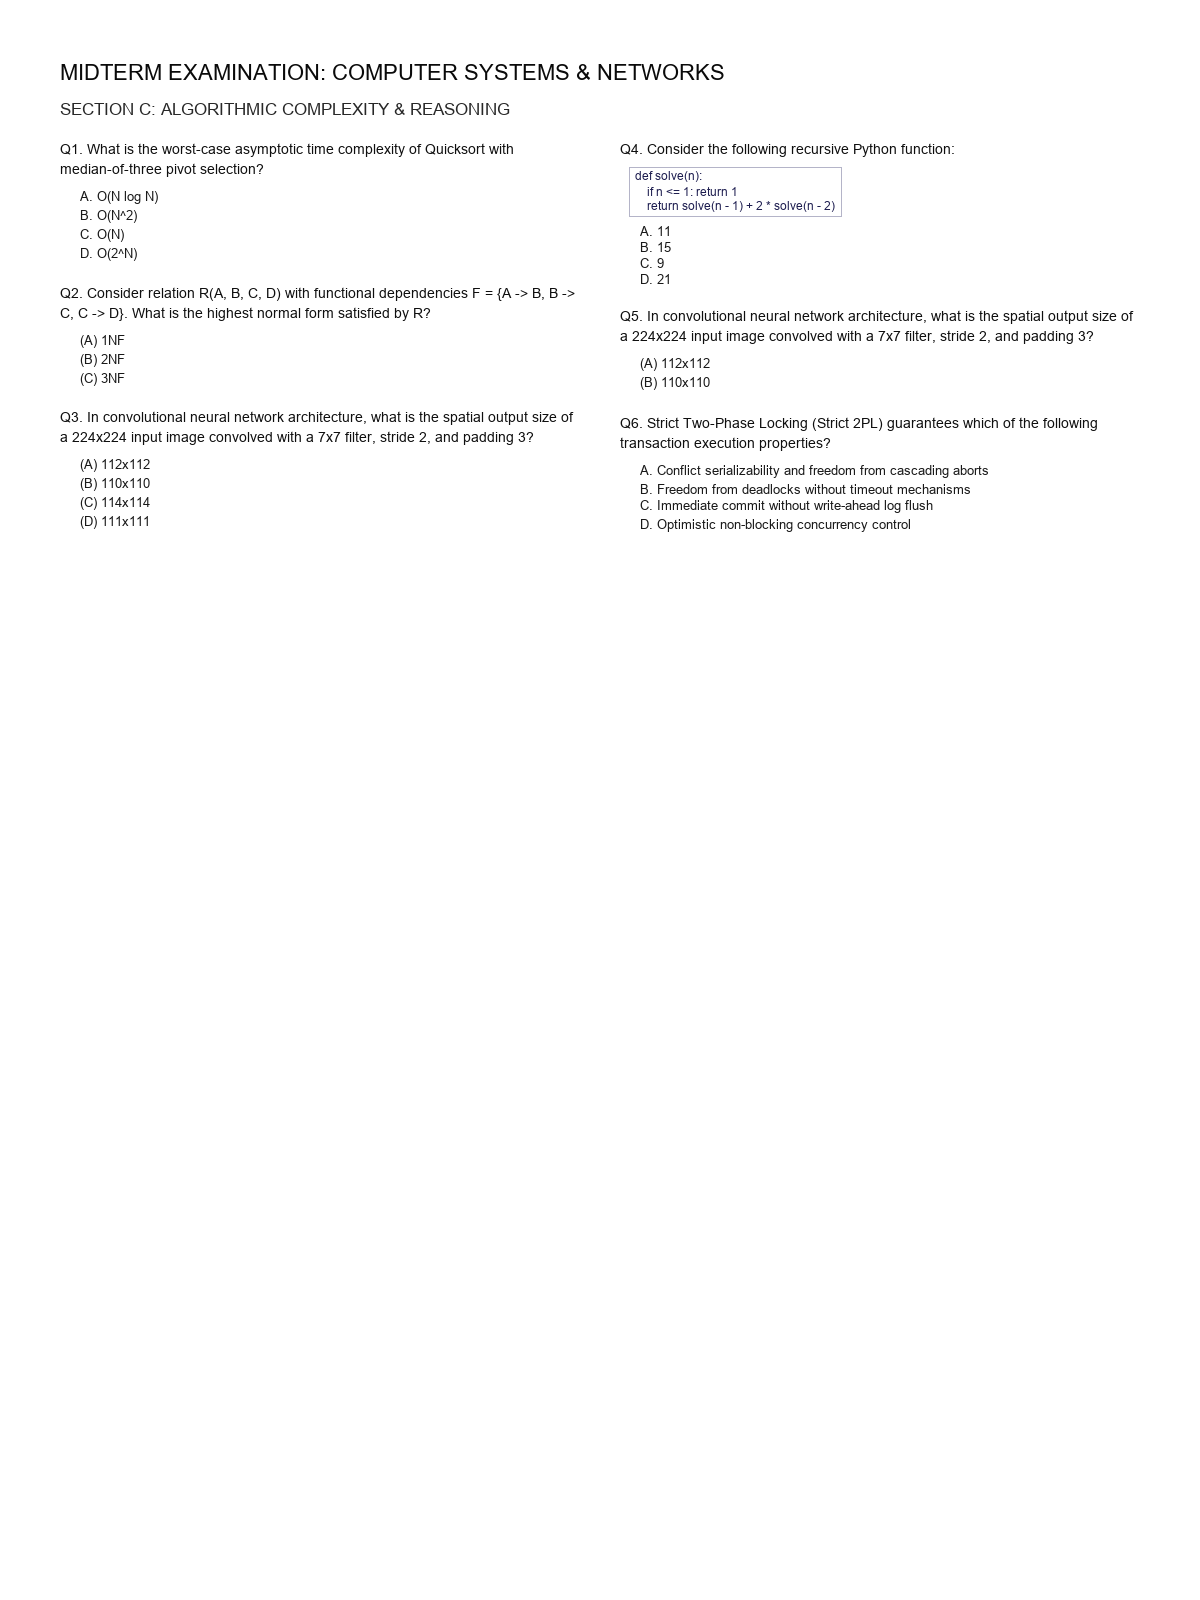 MIDTERM EXAMINATION: COMPUTER SYSTEMS & NETWORKS
SECTION C: ALGORITHMIC COMPLEXITY & REASONING
Q1. What is the worst-case asymptotic time complexity of Quicksort with
median-of-three pivot selection?
A. O(N log N)
B. O(N^2)
C. O(N)
D. O(2^N)
Q2. Consider relation R(A, B, C, D) with functional dependencies F = {A -> B, B ->
C, C -> D}. What is the highest normal form satisfied by R?
(A) 1NF
(B) 2NF
(C) 3NF
Q3. In convolutional neural network architecture, what is the spatial output size of
a 224x224 input image convolved with a 7x7 filter, stride 2, and padding 3?
(A) 112x112
(B) 110x110
(C) 114x114
(D) 111x111
Q4. Consider the following recursive Python function:
def solve(n):
if n <= 1: return 1
return solve(n - 1) + 2 * solve(n - 2)
A. 11
B. 15
C. 9
D. 21
Q5. In convolutional neural network architecture, what is the spatial output size of
a 224x224 input image convolved with a 7x7 filter, stride 2, and padding 3?
(A) 112x112
(B) 110x110
Q6. Strict Two-Phase Locking (Strict 2PL) guarantees which of the following
transaction execution properties?
A. Conflict serializability and freedom from cascading aborts
B. Freedom from deadlocks without timeout mechanisms
C. Immediate commit without write-ahead log flush
D. Optimistic non-blocking concurrency control